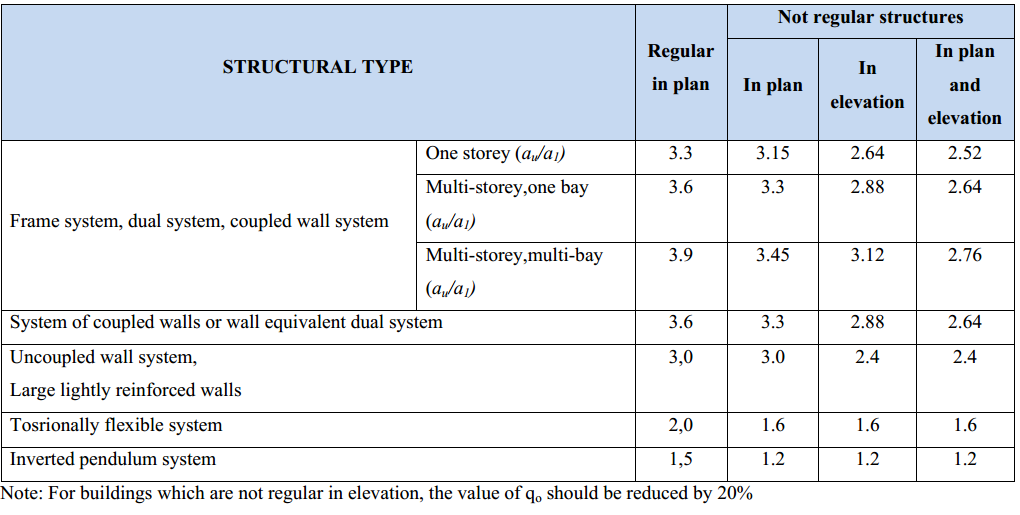 STRUCTURAL TYPE
Regular
in plan
Not regular structures
In plan
In
elevation
In plan
and
elevation
Frame system, dual system, coupled wall system
One storey (au/a1) 3.3 3.15 2.64 2.52
Multi-storey,one bay
(au/a1) 3.6 3.3 2.88 2.64
Multi-storey,multi-bay
(au/a1) 3.9 3.45 3.12 2.76
System of coupled walls or wall equivalent dual system 3.6 3.3 2.88 2.64
Uncoupled wall system, 3,0 3.0 2.4 2.4
Large lightly reinforced walls
Tosrionally flexible system 2,0 1.6 1.6 1.6
Inverted pendulum system 1,5 1.2 1.2 1.2
Note: For buildings which are not regular in elevation, the value of qo should be reduced by 20%